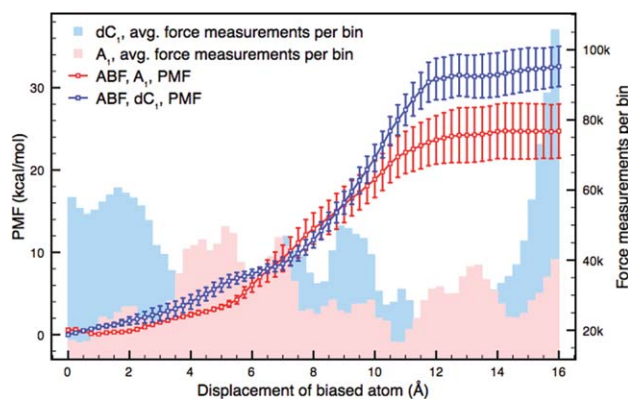 dC₁, avg. force measurements per bin
A₁, avg. force measurements per bin
ABF, A₁, PMF
ABF, dC₁, PMF
PMF (kcal/mol)
30
20
10
0
100k
80k
60k
40k
20k
Force measurements per bin
0 2 4 6 8 10 12 14 16
Displacement of biased atom (Å)